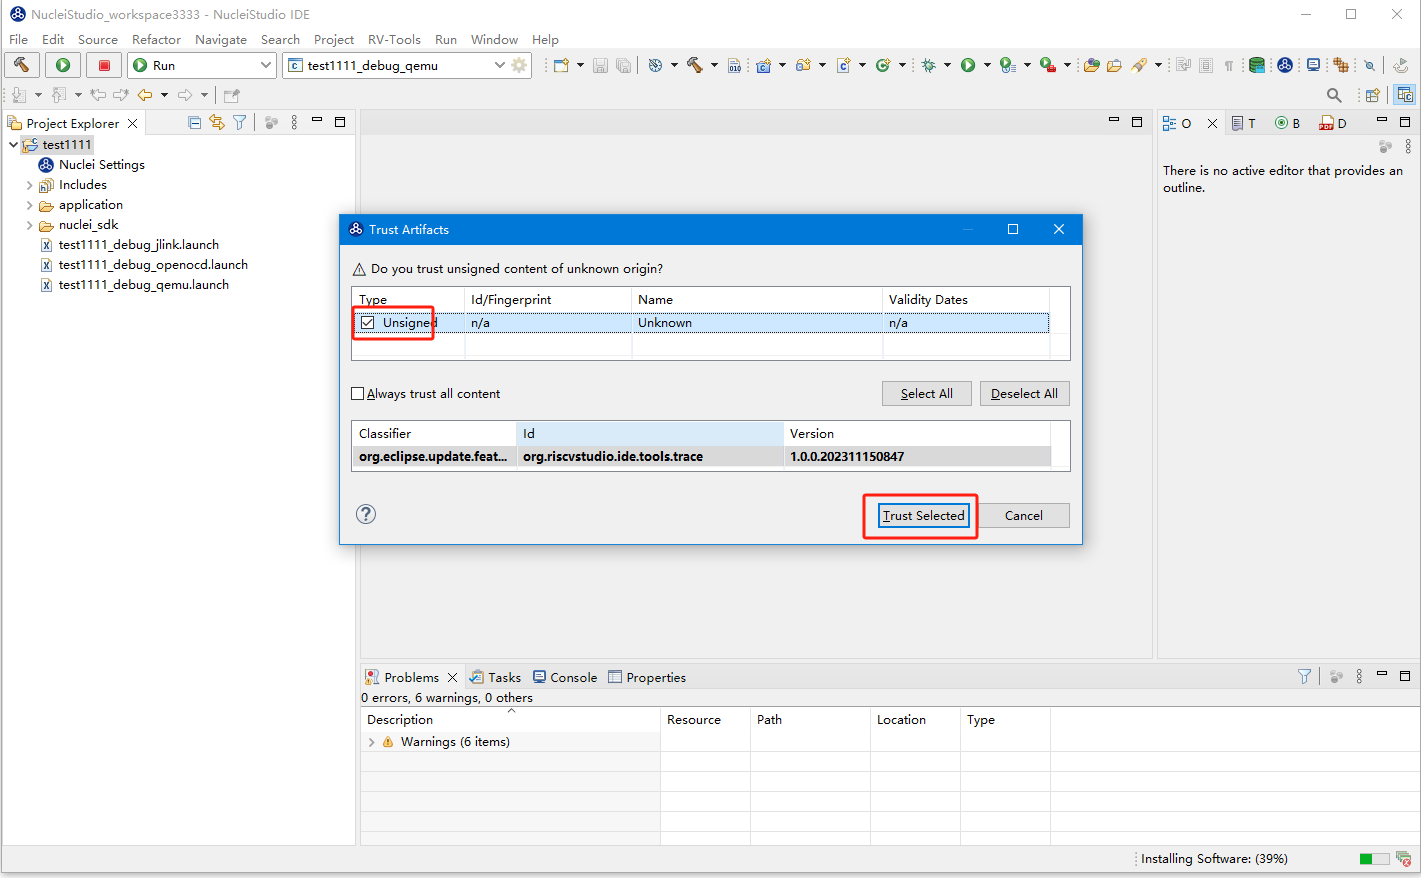 NucleiStudio_workspace3333 - NucleiStudio IDE
File Edit Source Refactor Navigate Search Project RV-Tools Run Window Help
Run test1111_debug_qemu
Project Explorer
test1111
Nuclei Settings
Includes
application
nuclei_sdk
test1111_debug_jlink.launch
test1111_debug_openocd.launch
test1111_debug_qemu.launch
O T B D
There is no active editor that provides an
outline.
Trust Artifacts
Do you trust unsigned content of unknown origin?
Type Id/Fingerprint Name Validity Dates
Unsigned n/a Unknown n/a
Always trust all content Select All Deselect All
Classifier Id Version
org.eclipse.update.feat... org.riscvstudio.ide.tools.trace 1.0.0.202311150847
Trust Selected Cancel
Problems Tasks Console Properties
0 errors, 6 warnings, 0 others
Description Resource Path Location Type
Warnings (6 items)
Installing Software: (39%)